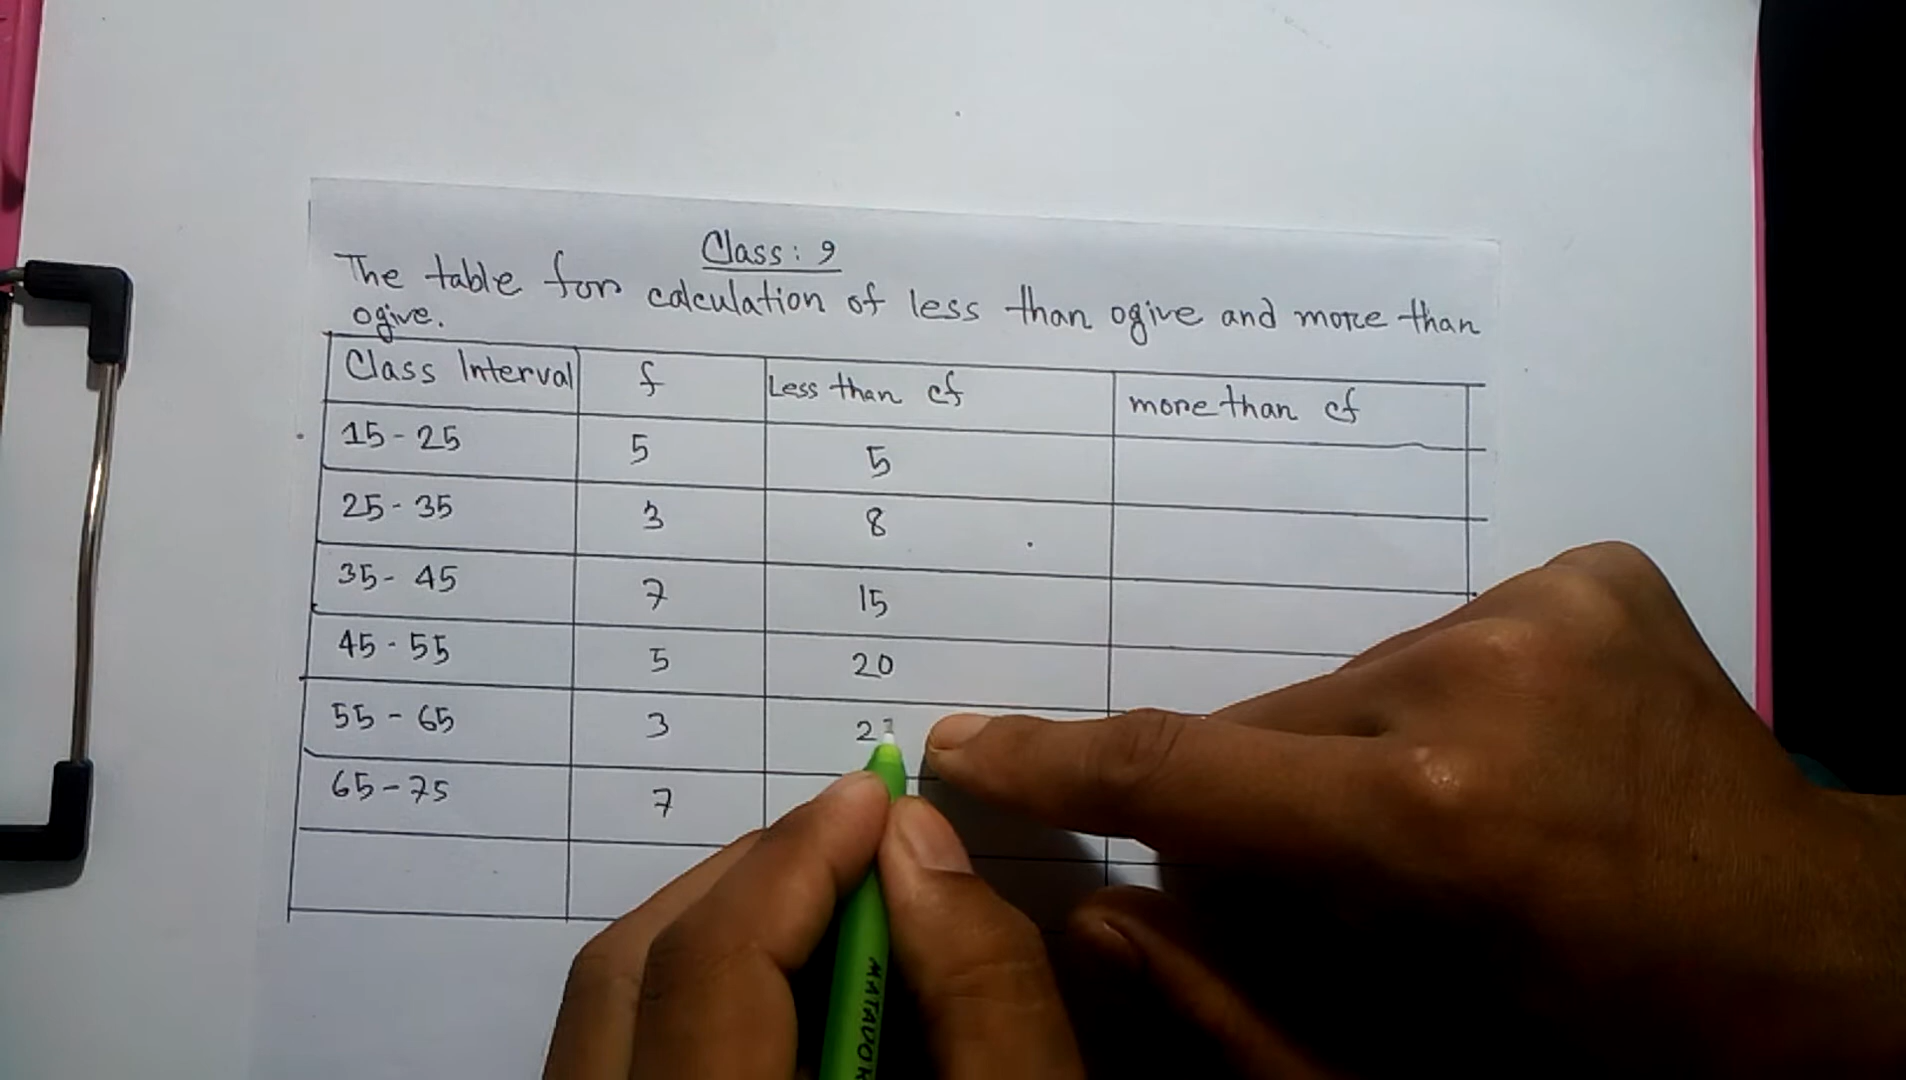 Class: 9
The table for calculation of less than ogive and more than
ogive.
Class Interval f Less than cf more than cf
15-25 5 5
25-35 3 8
35-45 7 15
45-55 5 20
55-65 3 2
65-75 7
MATADOR